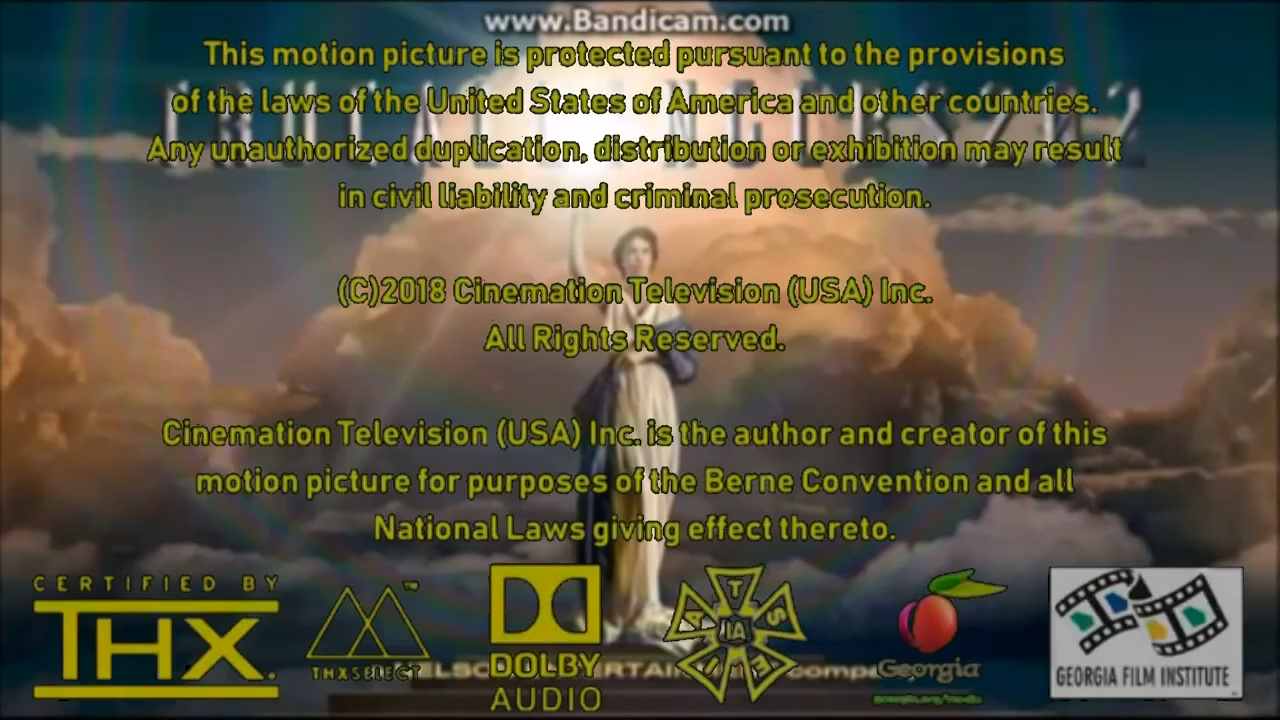 www.Bandicam.com
This motion picture is protected pursuant to the provisions
of the laws of the United States of America and other countries.
Any unauthorized duplication, distribution or exhibition may result
in civil liability and criminal prosecution.
(C)2018 Cinemation Television (USA) Inc.
All Rights Reserved.
Cinemation Television (USA) Inc. is the author and creator of this
motion picture for purposes of the Berne Convention and all
National Laws giving effect thereto.
CERTIFIED BY
THX.
THX SELECT™
DOLBY
AUDIO
IATSE
Georgia
GEORGIA FILM INSTITUTE